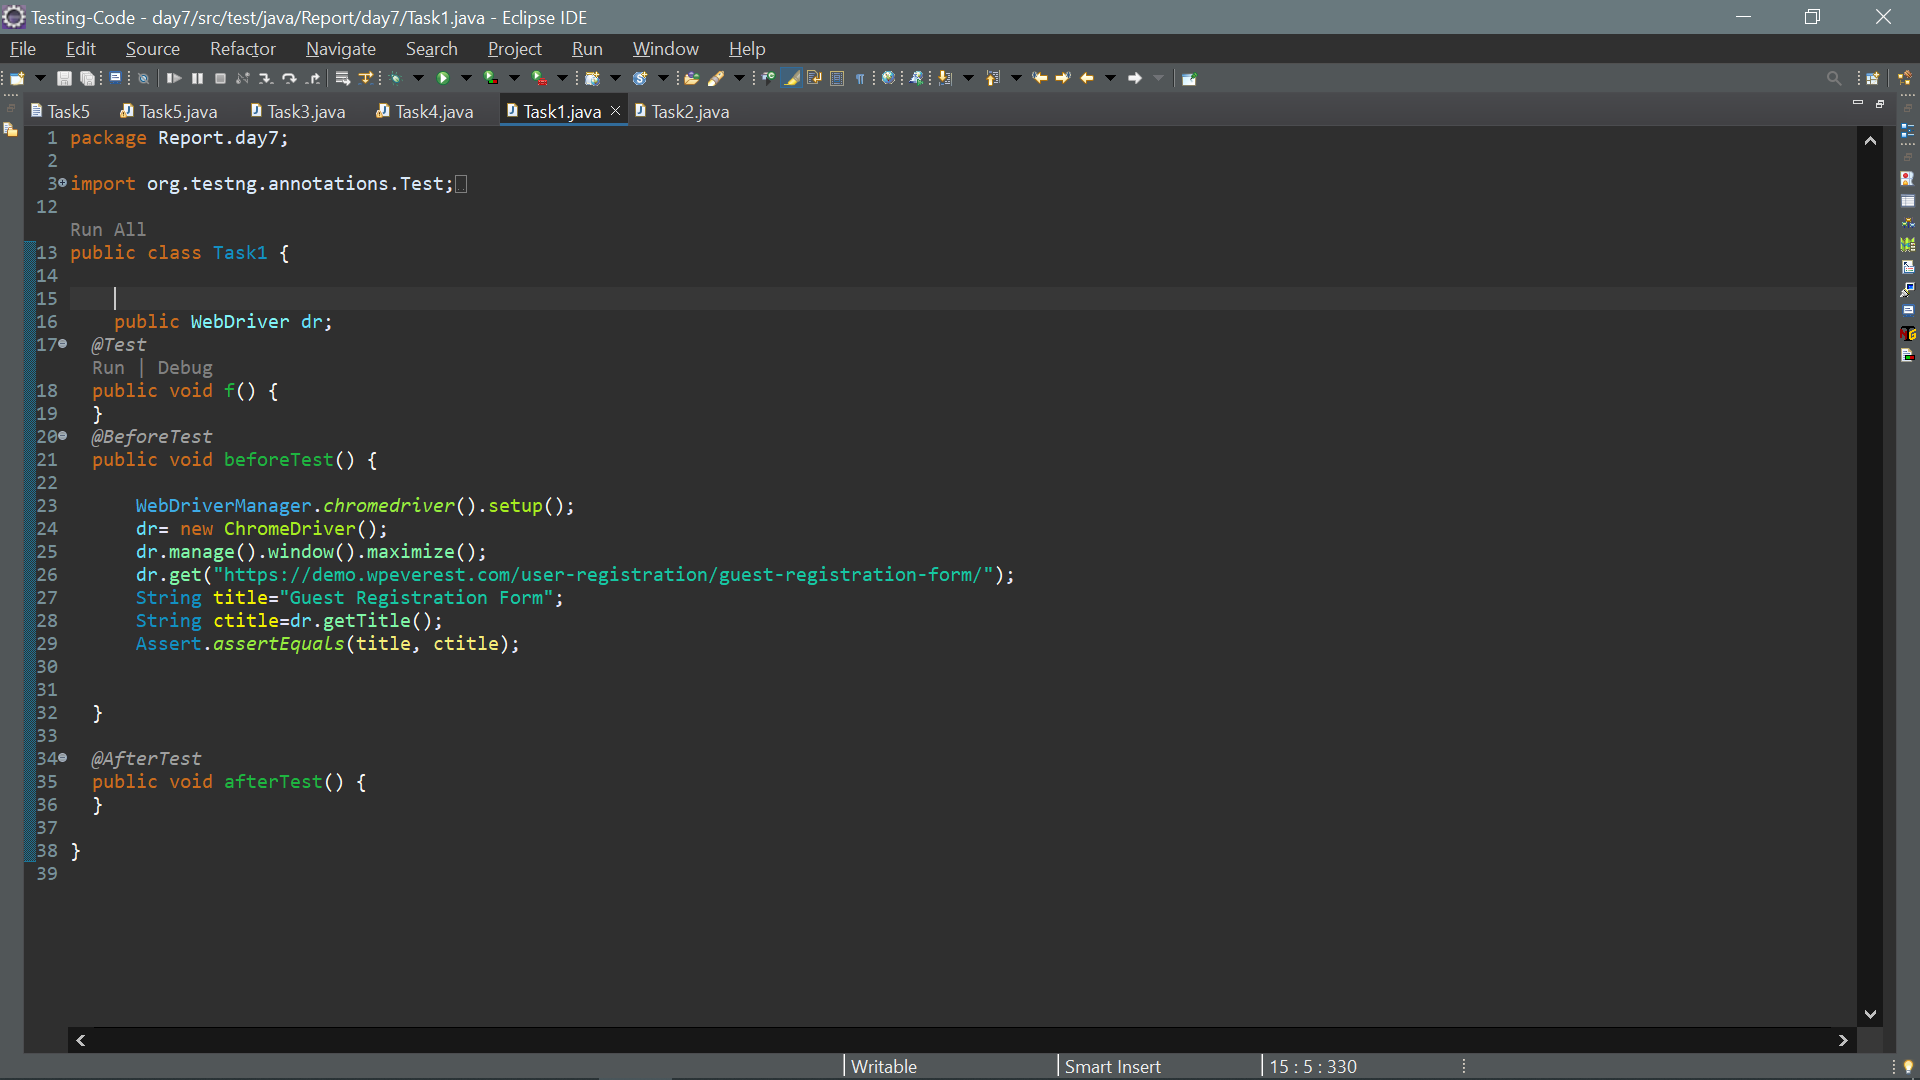 Testing-Code - day7/src/test/java/Report/day7/Task1.java - Eclipse IDE
File Edit Source Refactor Navigate Search Project Run Window Help
Task5 Task5.java Task3.java Task4.java Task1.java Task2.java
1 package Report.day7;
2
3 import org.testng.annotations.Test;
12
Run All
13 public class Task1 {
14
15
16 public WebDriver dr;
17 @Test
Run | Debug
18 public void f() {
19 }
20 @BeforeTest
21 public void beforeTest() {
22
23 WebDriverManager.chromedriver().setup();
24 dr= new ChromeDriver();
25 dr.manage().window().maximize();
26 dr.get("https://demo.wpeverest.com/user-registration/guest-registration-form/");
27 String title="Guest Registration Form";
28 String ctitle=dr.getTitle();
29 Assert.assertEquals(title, ctitle);
30
31
32 }
33
34 @AfterTest
35 public void afterTest() {
36 }
37
38 }
39
Writable Smart Insert 15 : 5 : 330